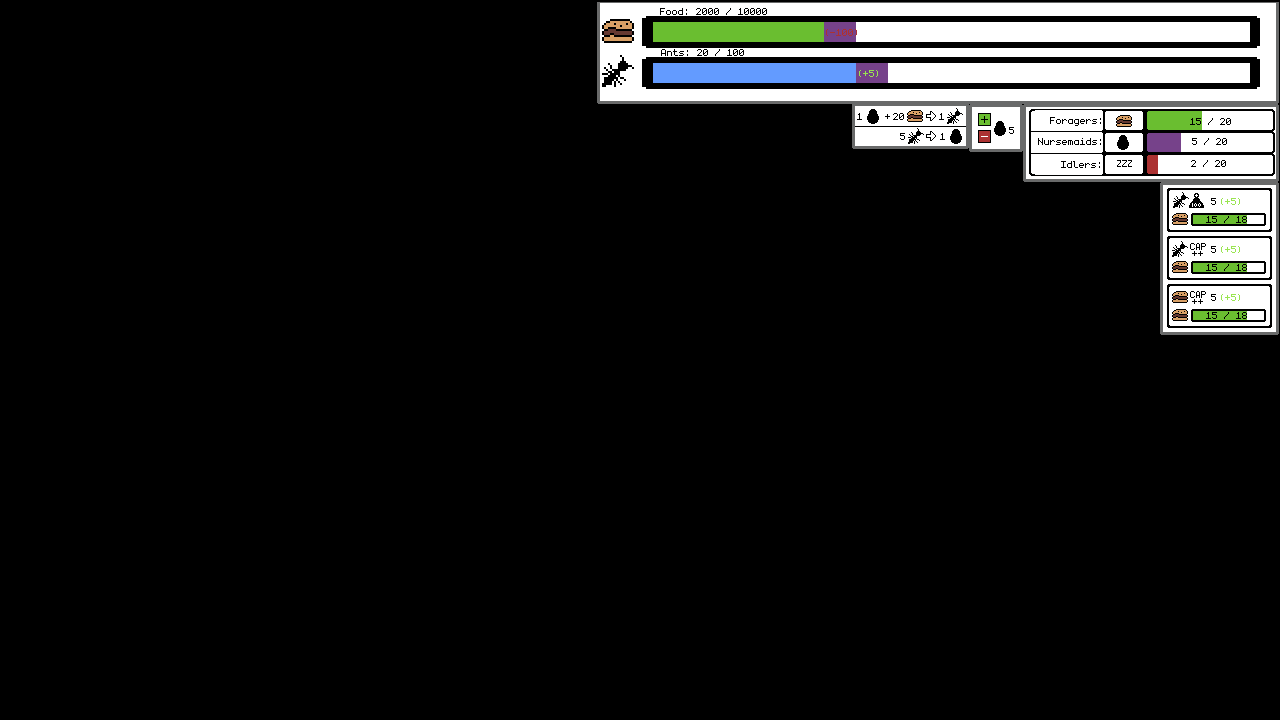 Food: 2000 / 10000
Ants: 20 / 100
(+5)
1 +20 1
5 1
+
-
5
Foragers: 15 / 20
Nursemaids: 5 / 20
Idlers: ZZZ 2 / 20
5 (+5)
15 / 18
CAP ++ 5 (+5)
15 / 18
CAP ++ 5 (+5)
15 / 18